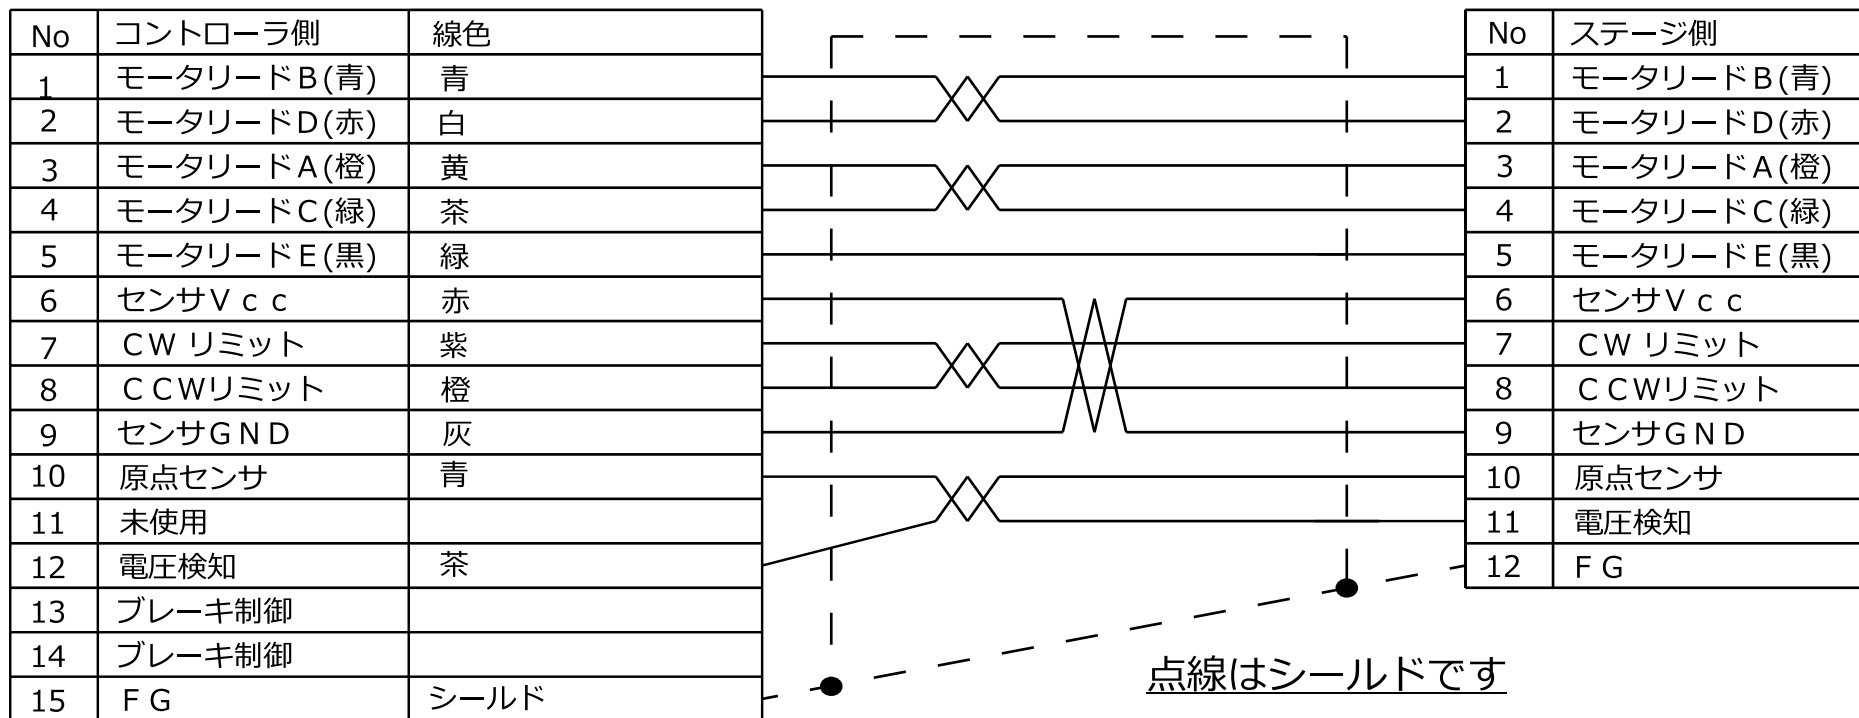 No コントローラ側 線色
1 モータリードB(青) 青
2 モータリードD(赤) 白
3 モータリードA(橙) 黄
4 モータリードC(緑) 茶
5 モータリードE(黒) 緑
6 センサVcc 赤
7 CW リミット 紫
8 CCWリミット 橙
9 センサGND 灰
10 原点センサ 青
11 未使用
12 電圧検知 茶
13 ブレーキ制御
14 ブレーキ制御
15 FG シールド
No ステージ側
1 モータリードB(青)
2 モータリードD(赤)
3 モータリードA(橙)
4 モータリードC(緑)
5 モータリードE(黒)
6 センサVcc
7 CW リミット
8 CCWリミット
9 センサGND
10 原点センサ
11 電圧検知
12 FG
点線はシールドです